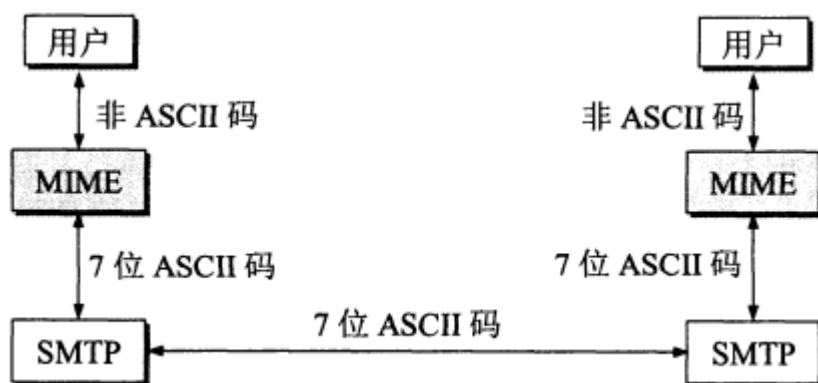 用户 用户
非 ASCII 码 非 ASCII 码
MIME MIME
7 位 ASCII 码 7 位 ASCII 码
7 位 ASCII 码
SMTP SMTP